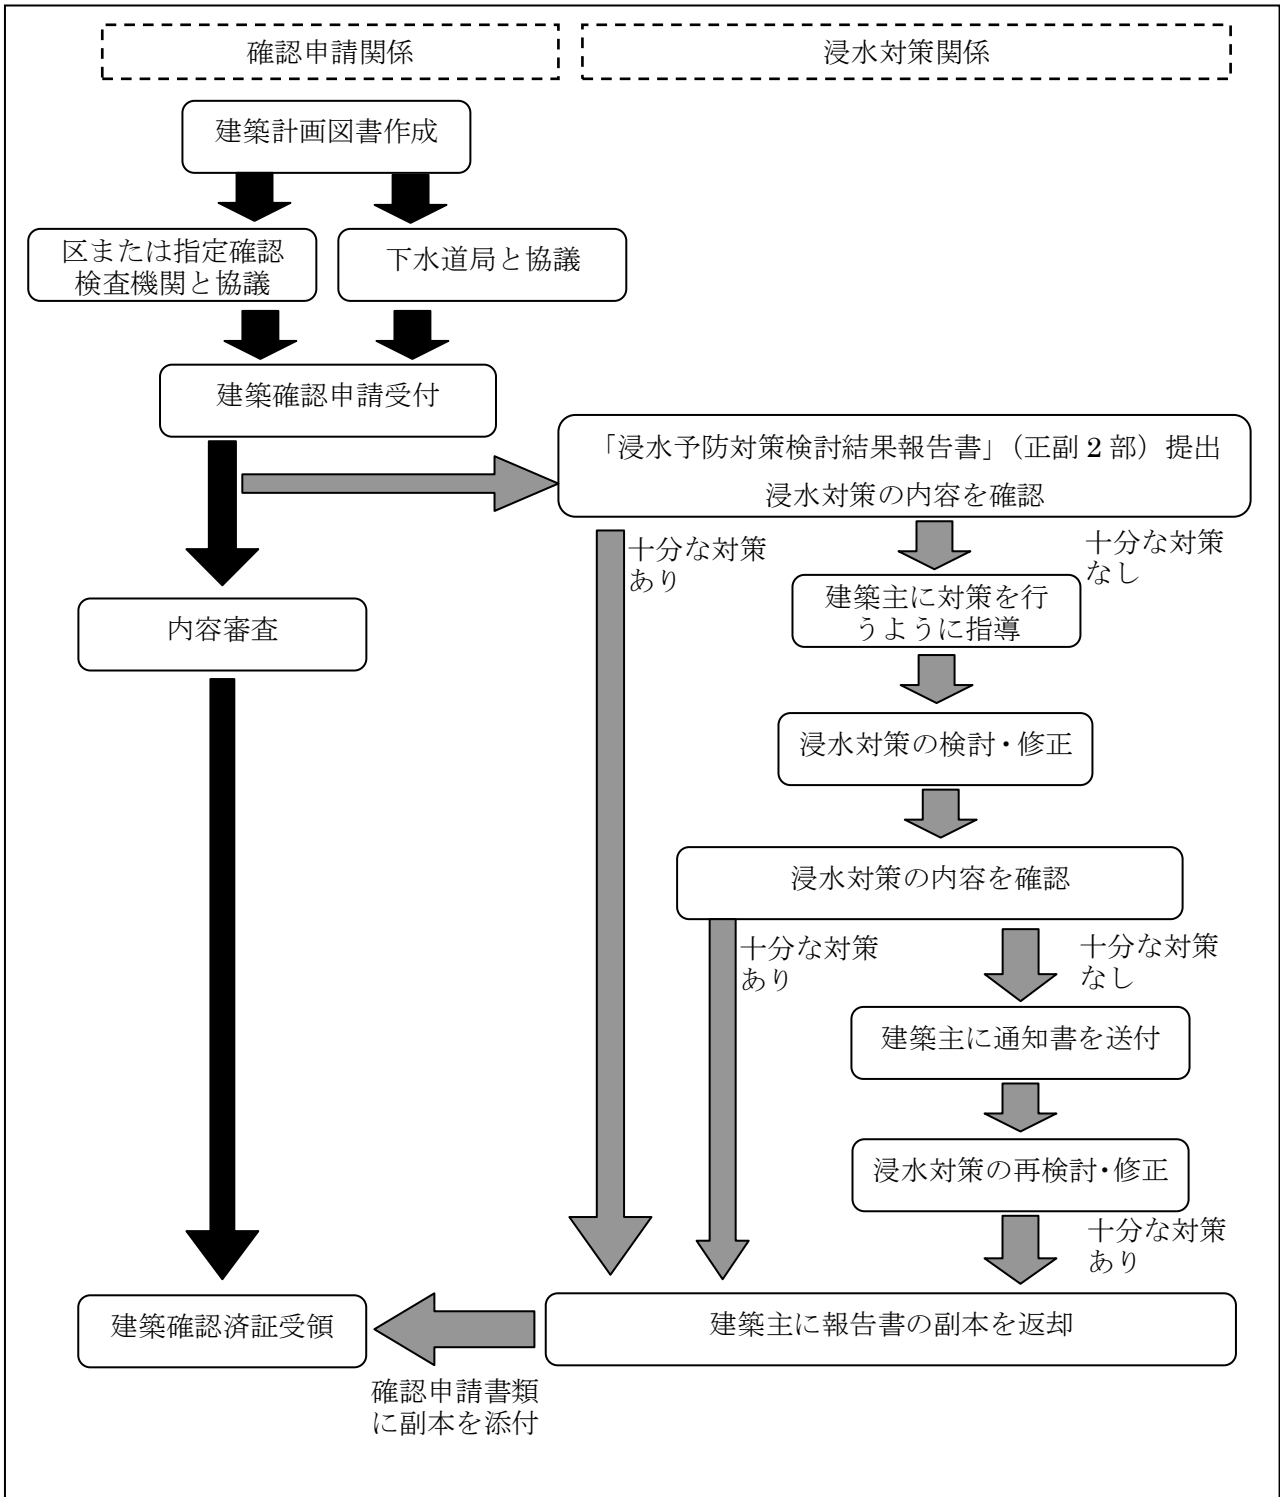 確認申請関係
浸水対策関係
建築計画図書作成
区または指定確認
検査機関と協議
下水道局と協議
建築確認申請受付
「浸水予防対策検討結果報告書」（正副 2 部）提出
浸水対策の内容を確認
十分な対策
あり
十分な対策
なし
建築主に対策を行
うように指導
内容審査
浸水対策の検討・修正
浸水対策の内容を確認
十分な対策
あり
十分な対策
なし
建築主に通知書を送付
浸水対策の再検討・修正
十分な対策
あり
建築確認済証受領
建築主に報告書の副本を返却
確認申請書類
に副本を添付